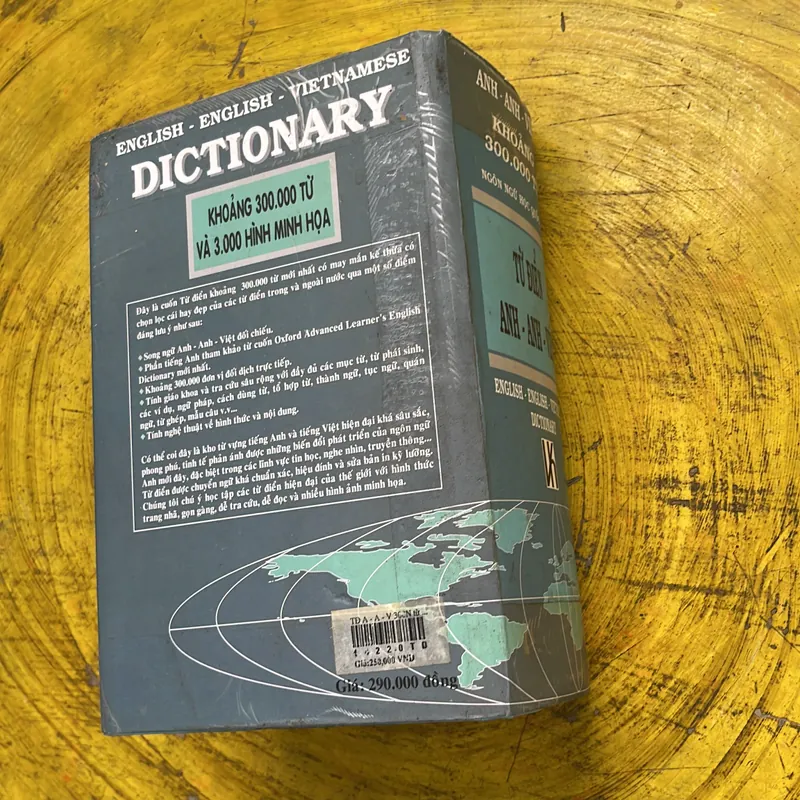 ENGLISH - ENGLISH - VIETNAMESE
DICTIONARY
KHOẢNG 300.000 TỪ
VÀ 3.000 HÌNH MINH HỌA
Đây là cuốn Từ điển khoảng 300.000 từ mới nhất có may mắn kế thừa có
chọn lọc cái hay đẹp của các từ điển trong và ngoài nước qua một số điểm
đáng lưu ý như sau:
+ Song ngữ Anh - Anh - Việt đối chiếu.
+ Phần tiếng Anh tham khảo từ cuốn Oxford Advanced Learner's English
Dictionary mới nhất.
+ Khoảng 300.000 đơn vị đối dịch trực tiếp.
+ Tính giáo khoa và tra cứu sâu rộng với đầy đủ các mục từ, từ phái sinh,
các ví dụ, ngữ pháp, cách dùng từ, tổ hợp từ, thành ngữ, tục ngữ, quán
ngữ, từ ghép, mẫu câu v.v...
+ Tính nghệ thuật về hình thức và nội dung.
Có thể coi đây là kho từ vựng tiếng Anh và tiếng Việt hiện đại khá sâu sắc,
phong phú, tinh tế phản ánh được những biến đổi phát triển của ngôn ngữ
Anh mới đây, đặc biệt trong các lĩnh vực tin học, nghe nhìn, truyền thông...
Từ điển được chuyển ngữ khá chuẩn xác, hiệu đính và sửa bản in kỹ lưỡng.
Chúng tôi chú ý học tập các từ điển hiện đại của thế giới với hình thức
trang nhã, gọn gàng, dễ tra cứu, dễ đọc và nhiều hình ảnh minh họa.
TĐ A - A - V
14220TĐ
Giá:250,000 VNĐ
Giá: 290.000 đồng
ANH - ANH -
KHOẢNG
300.000
NGÔN NGỮ HỌC
TỪ ĐIỂN
ANH - ANH -
ENGLISH - ENGLISH -
DICTIONARY